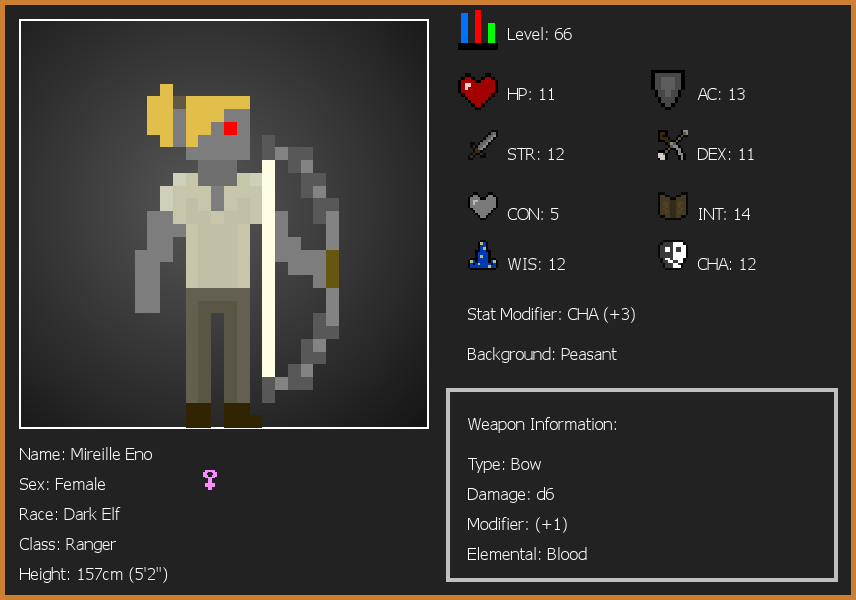 Level: 66
HP: 11
AC: 13
STR: 12
DEX: 11
CON: 5
INT: 14
WIS: 12
CHA: 12
Stat Modifier: CHA (+3)
Background: Peasant
Weapon Information:
Type: Bow
Damage: d6
Modifier: (+1)
Elemental: Blood
Name: Mireille Eno
Sex: Female
Race: Dark Elf
Class: Ranger
Height: 157cm (5'2")